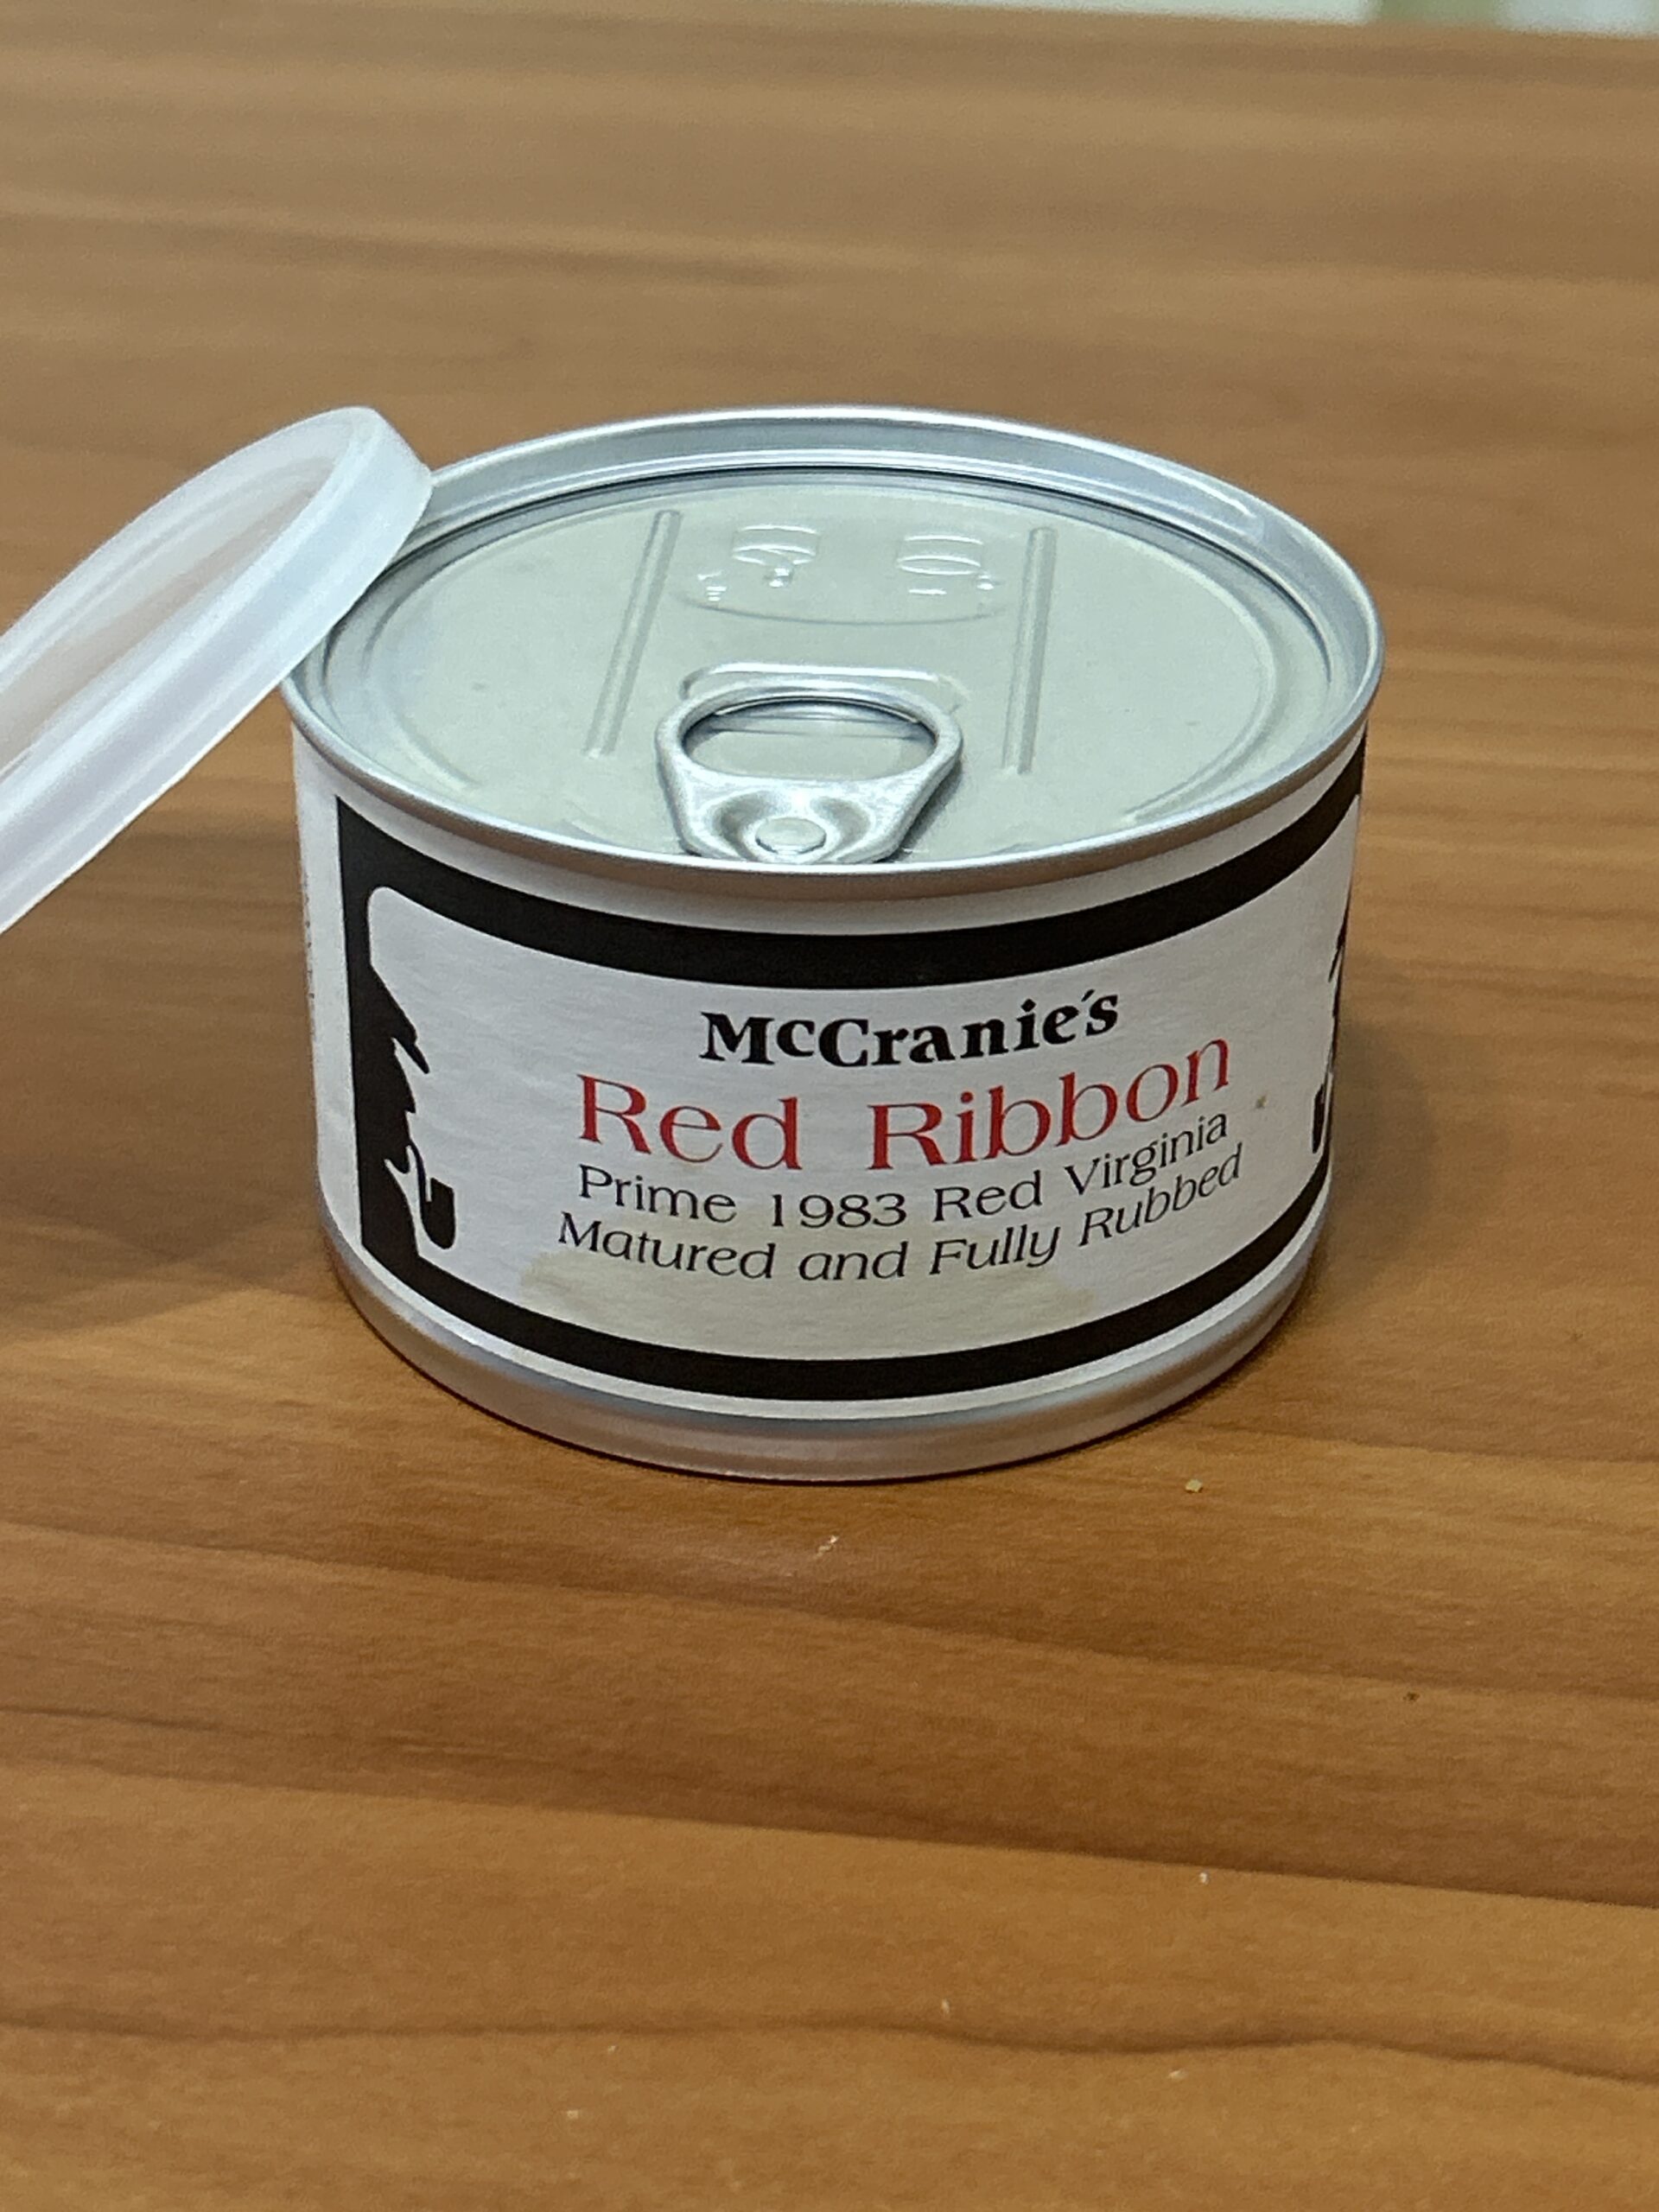 McCranie's
Red Ribbon
Prime 1983 Red Virginia
Matured and Fully Rubbed